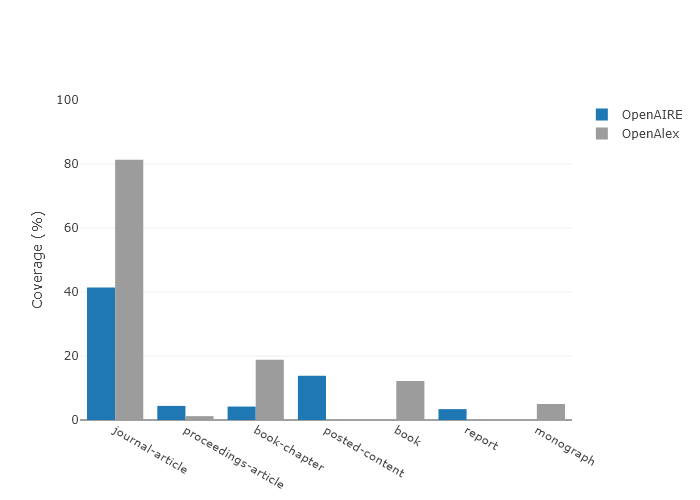 100
80
60
40
20
0
Coverage (%)
journal-article
proceedings-article
book-chapter
posted-content
book
report
monograph
OpenAIRE
OpenAlex